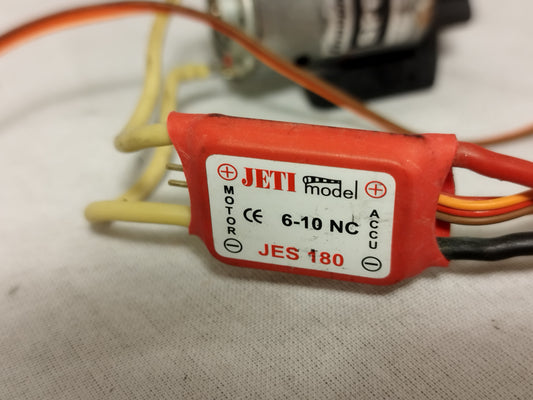 JETI model
MOTOR
CE 6-10 NC
ACCU
JES 180